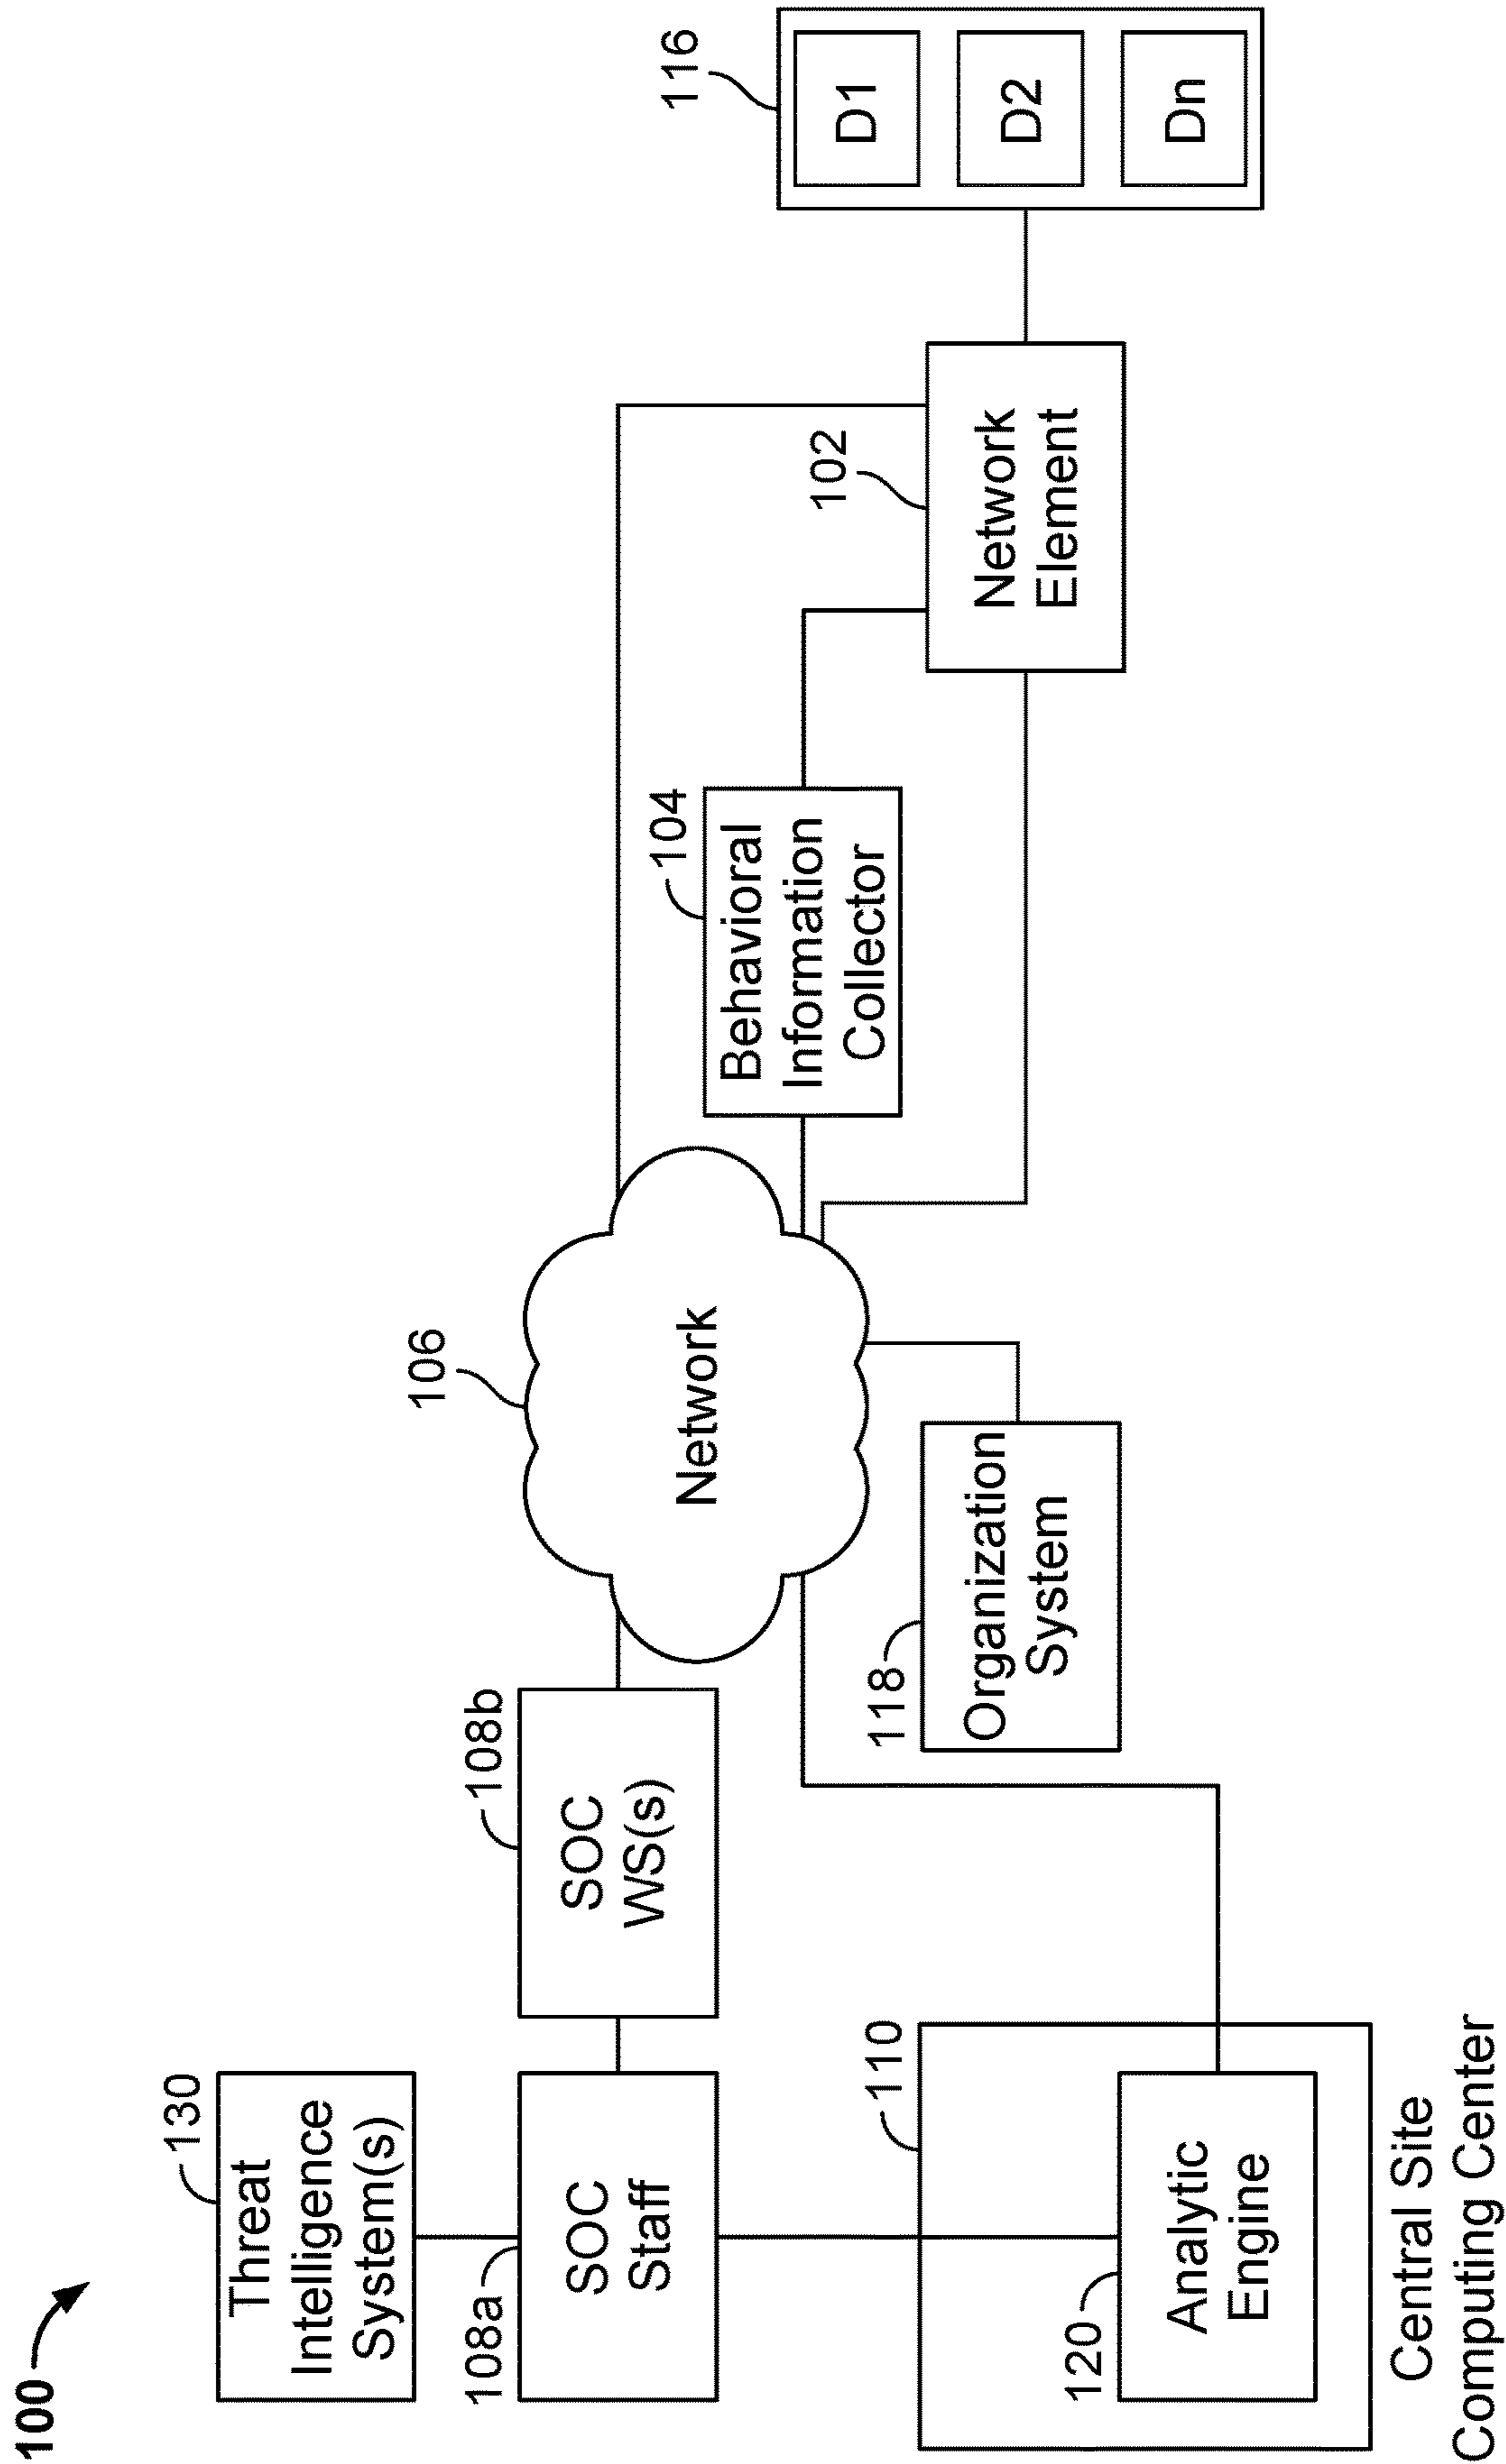 100
130
Threat
Intelligence
System(s)
108a
SOC
Staff
108b
SOC
WS(s)
106
Network
104
Behavioral
Information
Collector
102
Network
Element
116
D1
D2
Dn
118
Organization
System
110
120
Analytic
Engine
Central Site
Computing Center